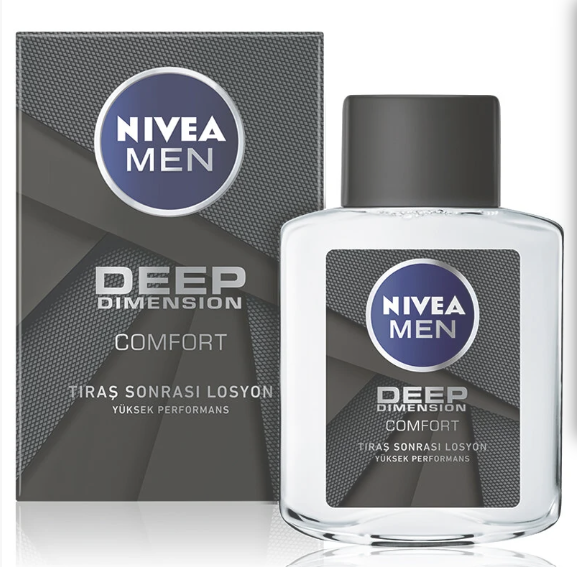 NIVEA
MEN
DEEP
DIMENSION
COMFORT
TIRAŞ SONRASI LOSYON
YÜKSEK PERFORMANS
NIVEA
MEN
DEEP
DIMENSION
COMFORT
TIRAŞ SONRASI LOSYON
YÜKSEK PERFORMANS